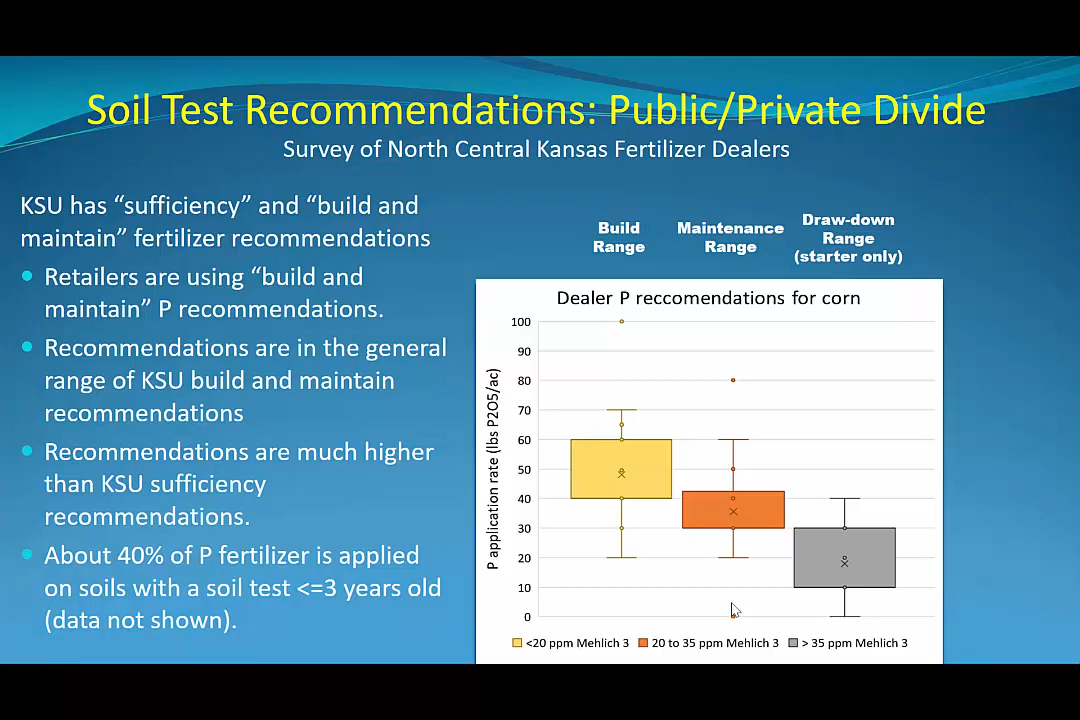 Soil Test Recommendations: Public/Private Divide
Survey of North Central Kansas Fertilizer Dealers
KSU has “sufficiency” and “build and
maintain” fertilizer recommendations
Retailers are using “build and
maintain” P recommendations.
Recommendations are in the general
range of KSU build and maintain
recommendations
Recommendations are much higher
than KSU sufficiency
recommendations.
About 40% of P fertilizer is applied
on soils with a soil test <=3 years old
(data not shown).
Build
Range
Maintenance
Range
Draw-down
Range
(starter only)
Dealer P reccomendations for corn
P application rate (lbs P2O5/ac)
100
90
80
70
60
50
40
30
20
10
0
<20 ppm Mehlich 3
20 to 35 ppm Mehlich 3
> 35 ppm Mehlich 3